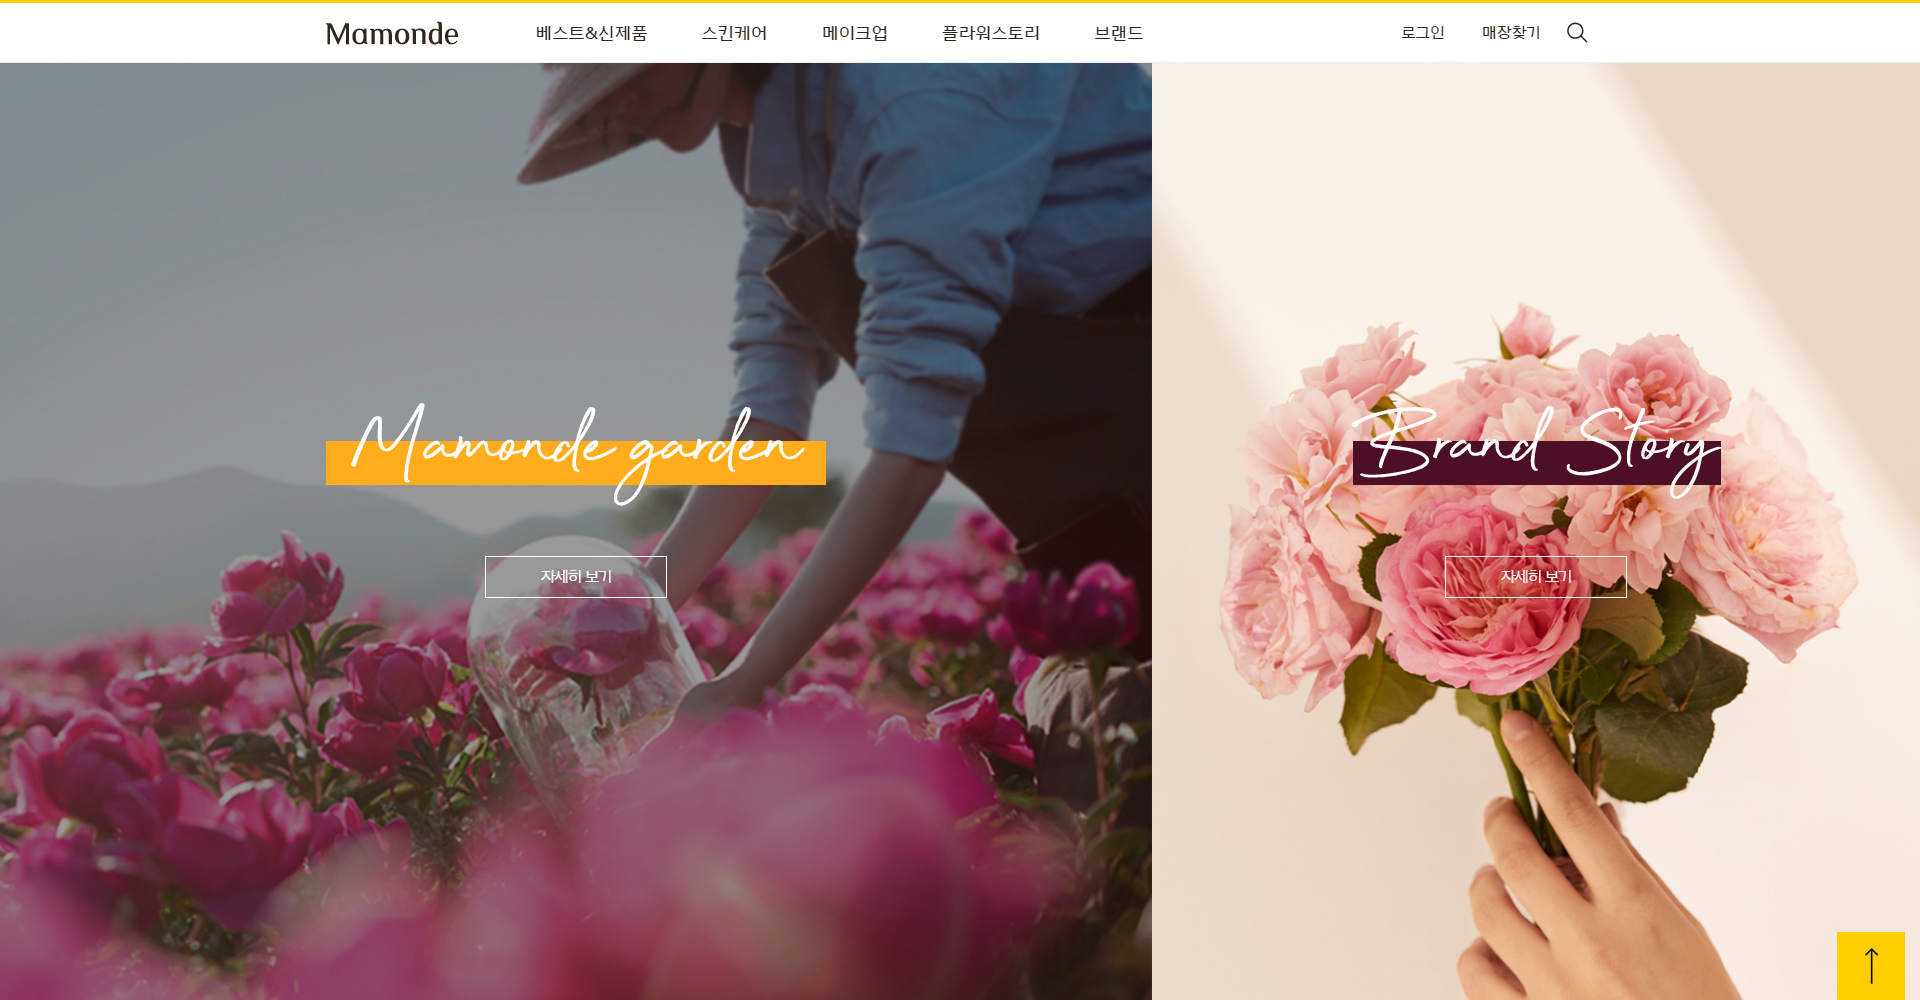 Mamonde
베스트&신제품
스킨케어
메이크업
플라워스토리
브랜드
로그인
매장찾기
Mamonde garden
자세히 보기
Brand Story
자세히 보기